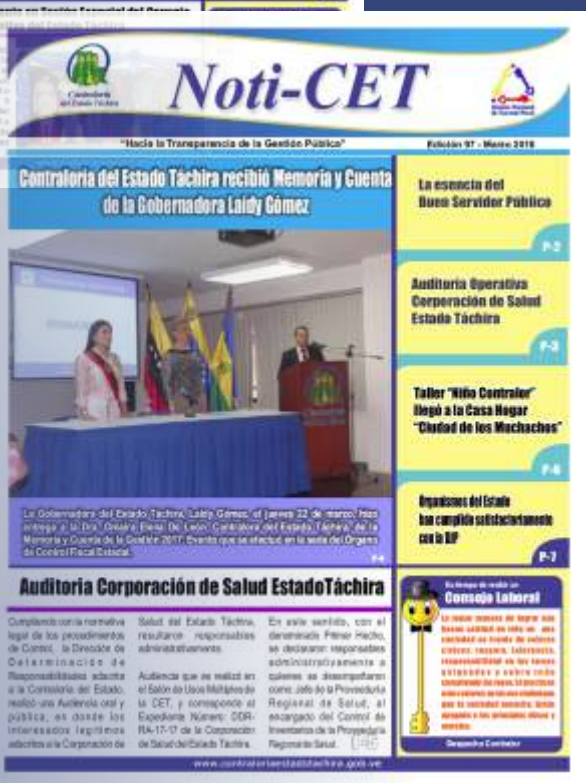 Contraloría
del Estado Táchira
Noti-CET
"Hacia la Transparencia de la Gestión Pública"
Edición 97 - Marzo 2018
Contraloría del Estado Táchira recibió Memoria y Cuenta
de la Gobernadora Laidy Gómez
La esencia del
Buen Servidor Público
P-2
Auditoría Operativa
Corporación de Salud
Estado Táchira
P-3
Taller "Niño Contralor"
llegó a la Casa Hogar
"Ciudad de los Muchachos"
P-6
Organismos del Estado
han cumplido satisfactoriamente
con la DJP
P-7
La Gobernadora del Estado Táchira, Laidy Gómez, el jueves 22 de marzo, hizo
entrega a la Dra. Omaira Elena De León, Contralora del Estado Táchira, de la
Memoria y Cuenta de la Gestión 2017. Evento que se efectuó en la sede del Órgano
de Control Fiscal Estadal.
P-4
Auditoria Corporación de Salud EstadoTáchira
Cumpliendo con la normativa
legal de los procedimientos
de Control, la Dirección de
Determinación de
Responsabilidades adscrita
a la Contraloría del Estado,
realizó una Audiencia oral y
pública, en donde los
interesados legítimos
adscritos a la Corporación de
Salud del Estado Táchira,
resultaron responsables
administrativamente.
Audiencia que se realizó en
el Salón de Usos Múltiples de
la CET, y corresponde al
Expediente Número: DDR-
RA-17-17 de la Corporación
de Salud del Estado Táchira.
En este sentido, con el
denominado Primer Hecho,
se declararon responsables
administrativamente a
quienes se desempeñaron
como: Jefe de la Proveeduría
Regional de Salud, al
encargado del Control de
Inventarios de la Proveeduría
Regional de Salud.
Es tiempo de recibir un
Consejo Laboral
Despacho Contralor
www.contraloriaestadotachira.gob.ve